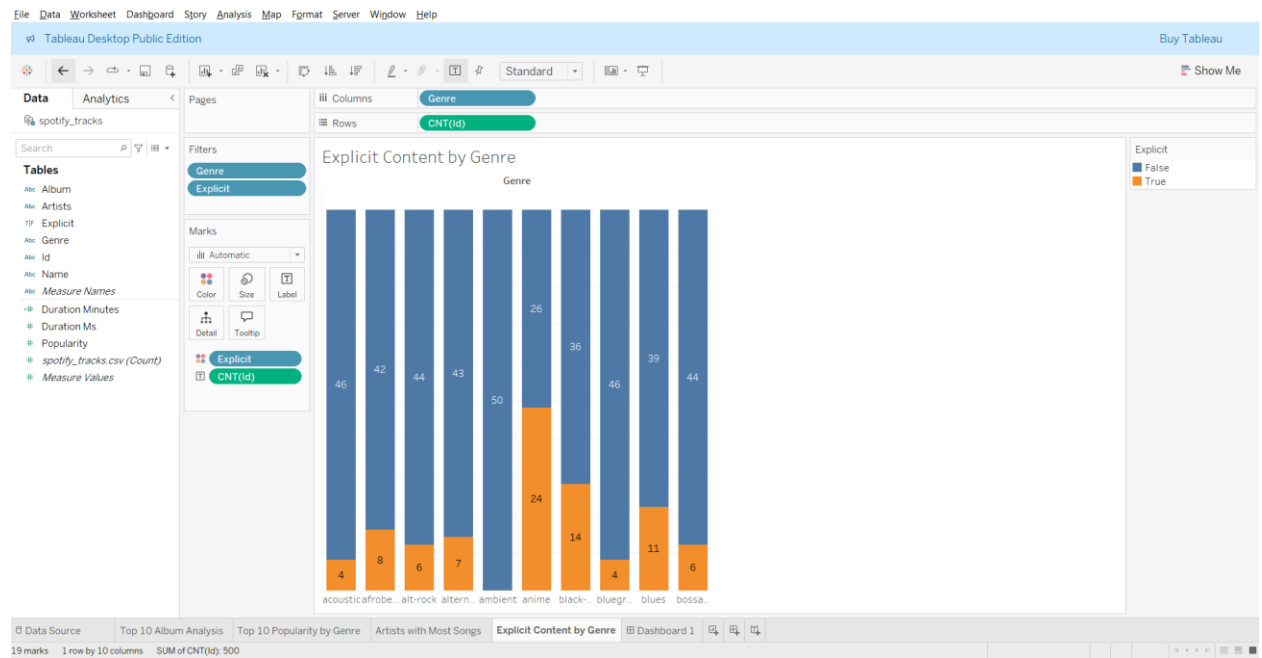 File Data Worksheet Dashboard Story Analysis Map Format Server Window Help
Tableau Desktop Public Edition Buy Tableau
Standard Show Me
Data Analytics
spotify_tracks
Search
Tables
Abc Album
Abc Artists
T|F Explicit
Abc Genre
Abc Id
Abc Name
Abc Measure Names
Duration Minutes
Duration Ms
Popularity
spotify_tracks.csv (Count)
Measure Values
Pages
Filters
Genre
Explicit
Marks
Automatic
Color Size Label
Detail Tooltip
Explicit
CNT(Id)
Columns Genre
Rows CNT(Id)
Explicit Content by Genre
Genre
46 42 44 43 50 26 36 46 39 44
4 8 6 7 24 14 4 11 6
acoustic afrobe.. alt-rock altern.. ambient anime black-.. bluegr.. blues bossa..
Explicit
False
True
Data Source Top 10 Album Analysis Top 10 Popularity by Genre Artists with Most Songs Explicit Content by Genre Dashboard 1
19 marks 1 row by 10 columns SUM of CNT(Id): 500